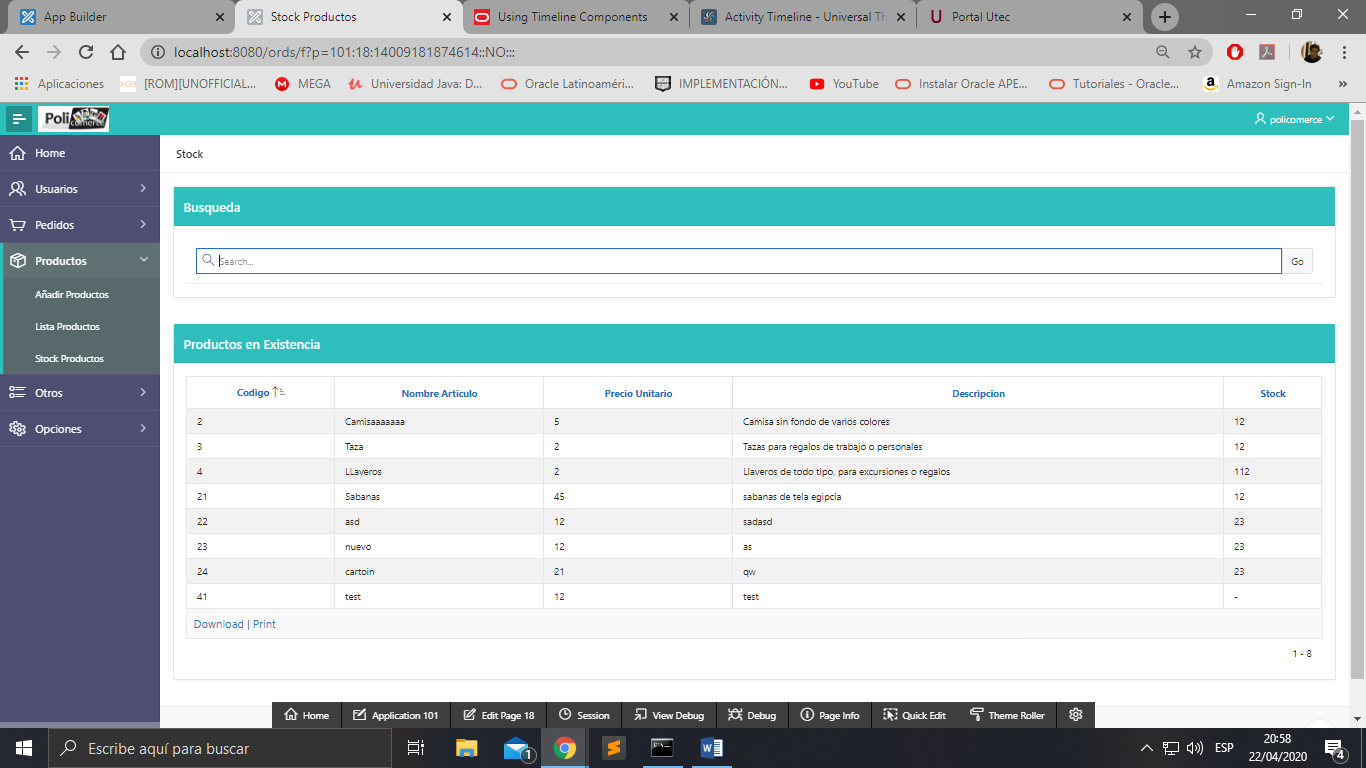 App Builder
Stock Productos
Using Timeline Components
Activity Timeline - Universal Th
Portal Utec
localhost:8080/ords/f?p=101:18:14009181874614::NO:::
Aplicaciones
[ROM][UNOFFICIAL...
MEGA
Universidad Java: D...
Oracle Latinoaméri...
IMPLEMENTACIÓN...
YouTube
Instalar Oracle APE...
Tutoriales - Oracle...
Amazon Sign-In
»
Policomerce
policomerce
Home
Usuarios
Pedidos
Productos
Añadir Productos
Lista Productos
Stock Productos
Otros
Opciones
Stock
Busqueda
Search...
Go
Productos en Existencia
Codigo Nombre Articulo Precio Unitario Descripcion Stock
2 Camisaaaaaaa 5 Camisa sin fondo de varios colores 12
3 Taza 2 Tazas para regalos de trabajo o personales 12
4 LLaveros 2 Llaveros de todo tipo, para excursiones o regalos 112
21 Sabanas 45 sabanas de tela egipcia 12
22 asd 12 sadasd 23
23 nuevo 12 as 23
24 cartoin 21 qw 23
41 test 12 test -
Download | Print
1 - 8
Home
Application 101
Edit Page 18
Session
View Debug
Debug
Page Info
Quick Edit
Theme Roller
Escribe aquí para buscar
1
ESP
20:58
22/04/2020
4